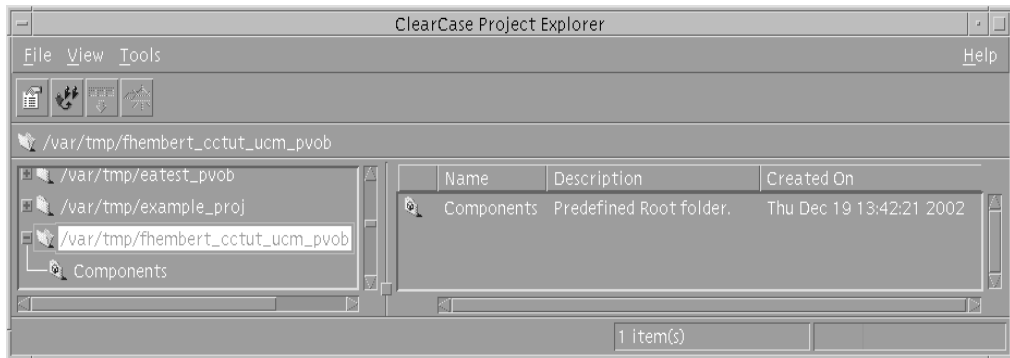 ClearCase Project Explorer
File View Tools Help
/var/tmp/fhembert_cctut_ucm_pvob
/var/tmp/eatest_pvob
/var/tmp/example_proj
/var/tmp/fhembert_cctut_ucm_pvob
Components
Name Description Created On
Components Predefined Root folder. Thu Dec 19 13:42:21 2002
1 item(s)